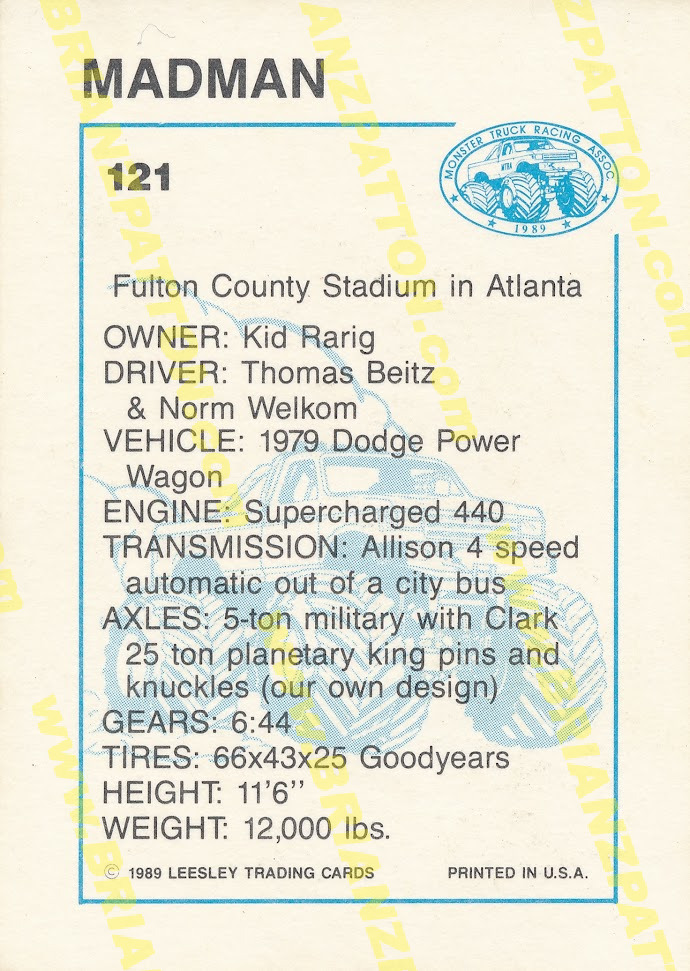 MADMAN
121
MONSTER TRUCK RACING ASSOC.
MTRA
1989
Fulton County Stadium in Atlanta
OWNER: Kid Rarig
DRIVER: Thomas Beitz
& Norm Welkom
VEHICLE: 1979 Dodge Power
Wagon
ENGINE: Supercharged 440
TRANSMISSION: Allison 4 speed
automatic out of a city bus
AXLES: 5-ton military with Clark
25 ton planetary king pins and
knuckles (our own design)
GEARS: 6:44
TIRES: 66x43x25 Goodyears
HEIGHT: 11'6''
WEIGHT: 12,000 lbs.
© 1989 LEESLEY TRADING CARDS PRINTED IN U.S.A.
www.BRIANZPATTON.com